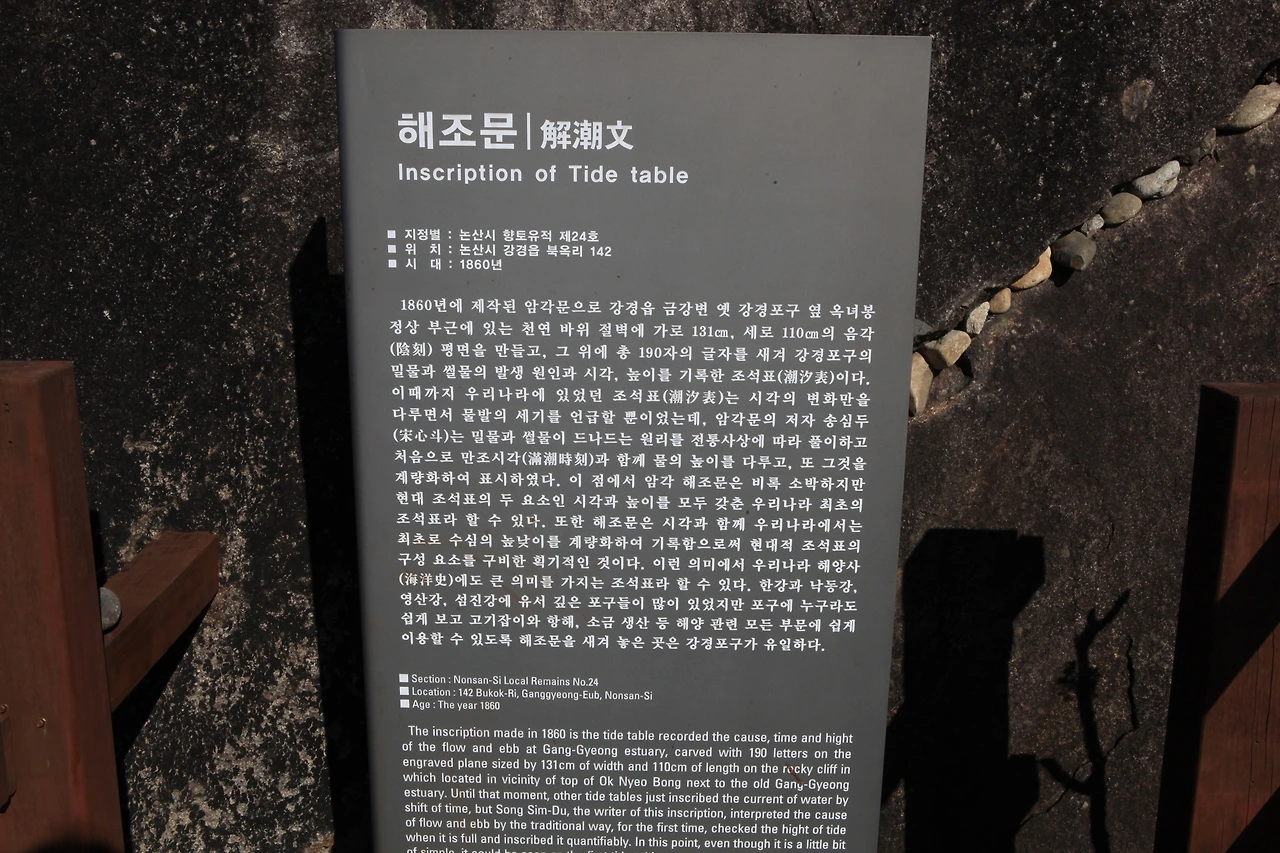 해조문 | 解潮文
Inscription of Tide table
■ 지정별 : 논산시 향토유적 제24호
■ 위 치 : 논산시 강경읍 북옥리 142
■ 시 대 : 1860년
1860년에 제작된 암각문으로 강경읍 금강변 옛 강경포구 옆 옥녀봉
정상 부근에 있는 천연 바위 절벽에 가로 131㎝, 세로 110㎝의 음각
(陰刻) 평면을 만들고, 그 위에 총 190자의 글자를 새겨 강경포구의
밀물과 썰물의 발생 원인과 시각, 높이를 기록한 조석표(潮汐表)이다.
이때까지 우리나라에 있었던 조석표(潮汐表)는 시각의 변화만을
다루면서 물발의 세기를 언급할 뿐이었는데, 암각문의 저자 송심두
(宋心斗)는 밀물과 썰물이 드나드는 원리를 전통사상에 따라 풀이하고
처음으로 만조시각(滿潮時刻)과 함께 물의 높이를 다루고, 또 그것을
계량화하여 표시하였다. 이 점에서 암각 해조문은 비록 소박하지만
현대 조석표의 두 요소인 시각과 높이를 모두 갖춘 우리나라 최초의
조석표라 할 수 있다. 또한 해조문은 시각과 함께 우리나라에서는
최초로 수심의 높낮이를 계량화하여 기록함으로써 현대적 조석표의
구성 요소를 구비한 획기적인 것이다. 이런 의미에서 우리나라 해양사
(海洋史)에도 큰 의미를 가지는 조석표라 할 수 있다. 한강과 낙동강,
영산강, 섬진강에 유서 깊은 포구들이 많이 있었지만 포구에 누구라도
쉽게 보고 고기잡이와 항해, 소금 생산 등 해양 관련 모든 부문에 쉽게
이용할 수 있도록 해조문을 새겨 놓은 곳은 강경포구가 유일하다.
■ Section : Nonsan-Si Local Remains No.24
■ Location : 142 Bukok-Ri, Ganggyeong-Eub, Nonsan-Si
■ Age : The year 1860
The inscription made in 1860 is the tide table recorded the cause, time and hight
of the flow and ebb at Gang-Gyeong estuary, carved with 190 letters on the
engraved plane sized by 131cm of width and 110cm of length on the rocky cliff in
which located in vicinity of top of Ok Nyeo Bong next to the old Gang-Gyeong
estuary. Until that moment, other tide tables just inscribed the current of water by
shift of time, but Song Sim-Du, the writer of this inscription, interpreted the cause
of flow and ebb by the traditional way, for the first time, checked the hight of tide
when it is full and inscribed it quantifiably. In this point, even though it is a little bit
of simple, it could be